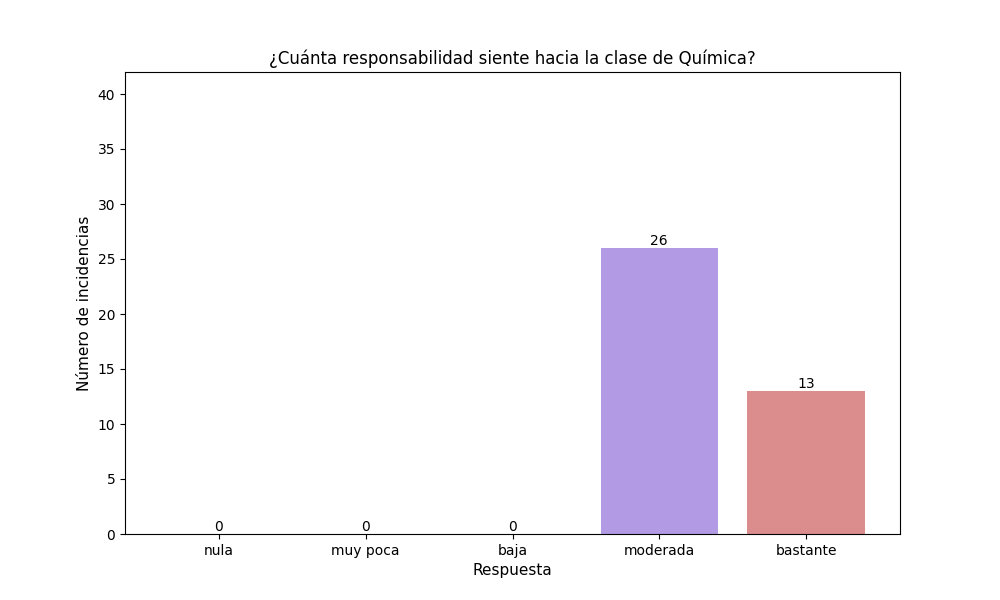 ¿Cuánta responsabilidad siente hacia la clase de Química?
Número de incidencias
40
35
30
25
20
15
10
5
0
0
0
0
26
13
nula
muy poca
baja
moderada
bastante
Respuesta